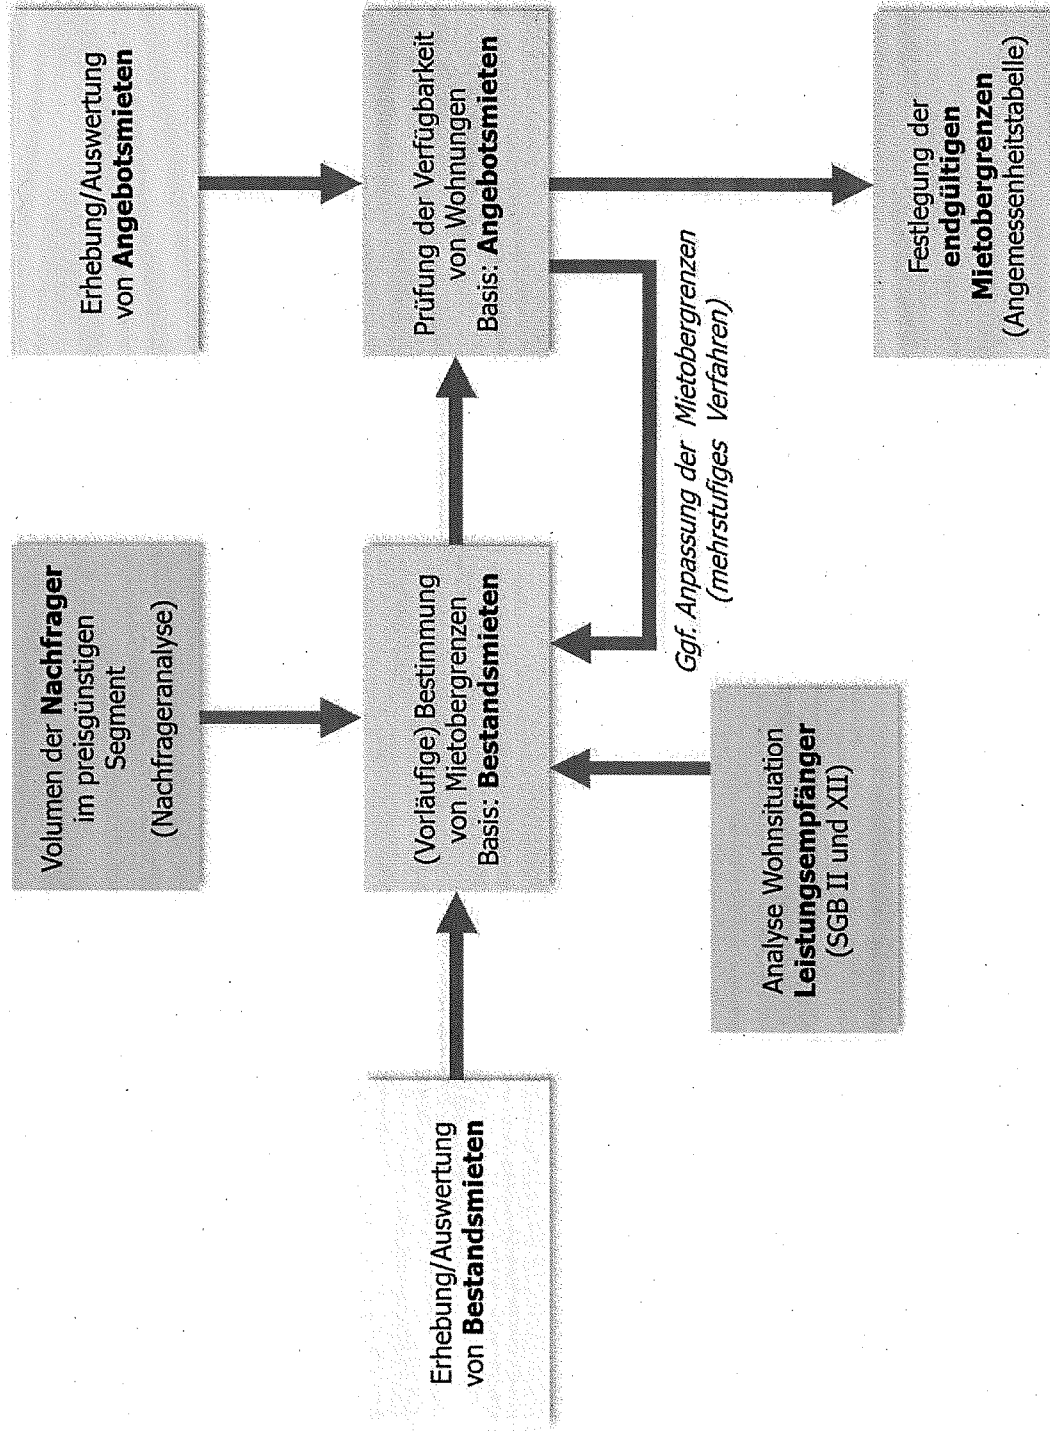 Volumen der Nachfrager
im preisgünstigen
Segment
(Nachfrageranalyse)
Erhebung/Auswertung
von Angebotsmieten
Erhebung/Auswertung
von Bestandsmieten
(Vorläufige) Bestimmung
von Mietobergrenzen
Basis: Bestandsmieten
Prüfung der Verfügbarkeit
von Wohnungen
Basis: Angebotsmieten
Ggf. Anpassung der Mietobergrenzen
(mehrstufiges Verfahren)
Analyse Wohnsituation
Leistungsempfänger
(SGB II und XII)
Festlegung der
endgültigen
Mietobergrenzen
(Angemessenheitstabelle)